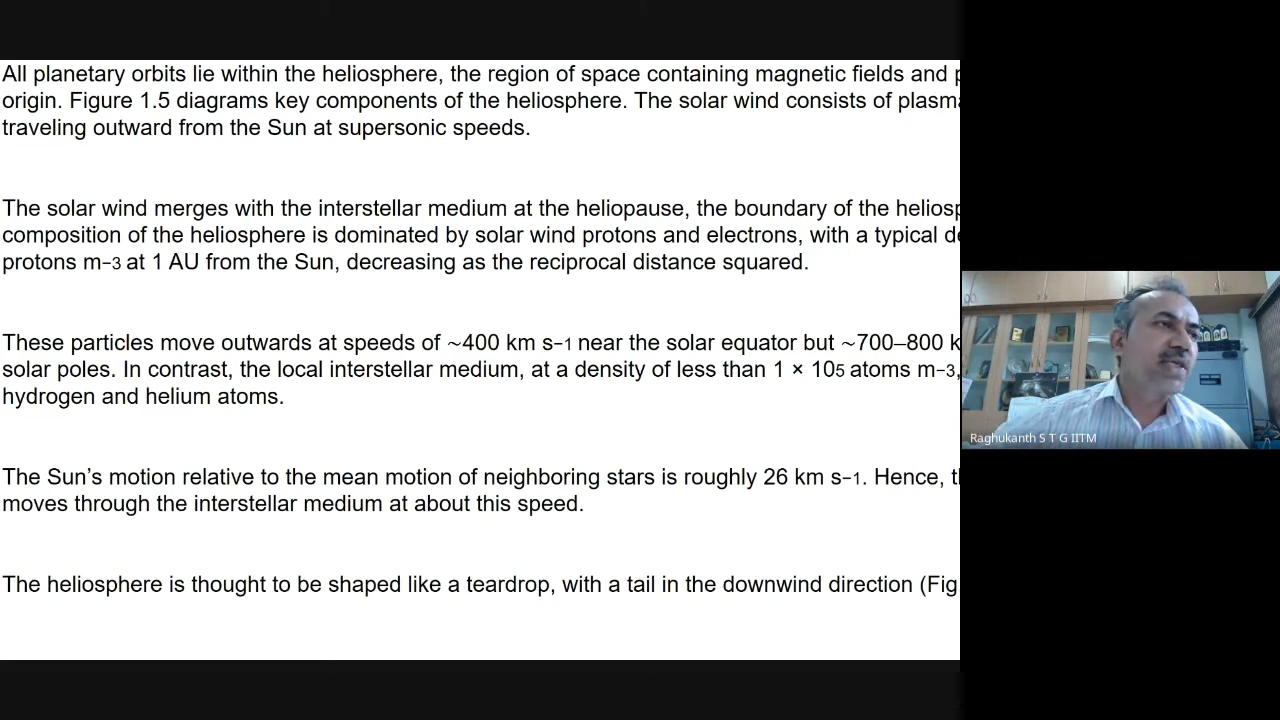 All planetary orbits lie within the heliosphere, the region of space containing magnetic fields and
origin. Figure 1.5 diagrams key components of the heliosphere. The solar wind consists of plasm
traveling outward from the Sun at supersonic speeds.
The solar wind merges with the interstellar medium at the heliopause, the boundary of the heliosp
composition of the heliosphere is dominated by solar wind protons and electrons, with a typical de
protons m−3 at 1 AU from the Sun, decreasing as the reciprocal distance squared.
These particles move outwards at speeds of ~400 km s−1 near the solar equator but ~700–800 k
solar poles. In contrast, the local interstellar medium, at a density of less than 1 × 105 atoms m−3,
hydrogen and helium atoms.
The Sun’s motion relative to the mean motion of neighboring stars is roughly 26 km s−1. Hence, t
moves through the interstellar medium at about this speed.
The heliosphere is thought to be shaped like a teardrop, with a tail in the downwind direction (Fig
Raghukanth S T G IITM